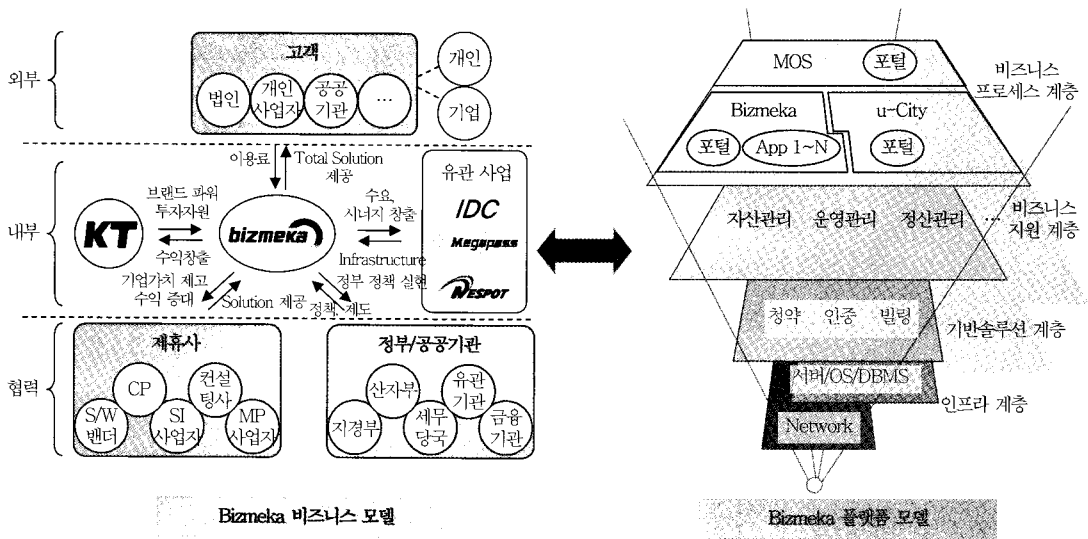 외부
고객
법인
개인
사업자
공공
기관
...
개인
기업
이용료
Total Solution
제공
내부
KT
브랜드 파워
투자자원
수익창출
bizmeka
수요,
시너지 창출
Infrastructure
유관 사업
IDC
Megapass
NESPOT
기업가치 제고
수익 증대
Solution 제공
정부 정책 실현
정책, 제도
협력
제휴사
CP
컨설
팅사
S/W
밴더
SI
사업자
MP
사업자
정부/공공기관
산자부
유관
기관
지경부
세무
당국
금융
기관
Bizmeka 비즈니스 모델
MOS
포털
비즈니스
프로세스 계층
Bizmeka
u-City
포털
App 1~N
포털
자산관리 운영관리 정산관리 ...
비즈니스
지원 계층
청약 인증 빌링
기반솔루션 계층
서버/OS/DBMS
인프라 계층
Network
Bizmeka 플랫폼 모델